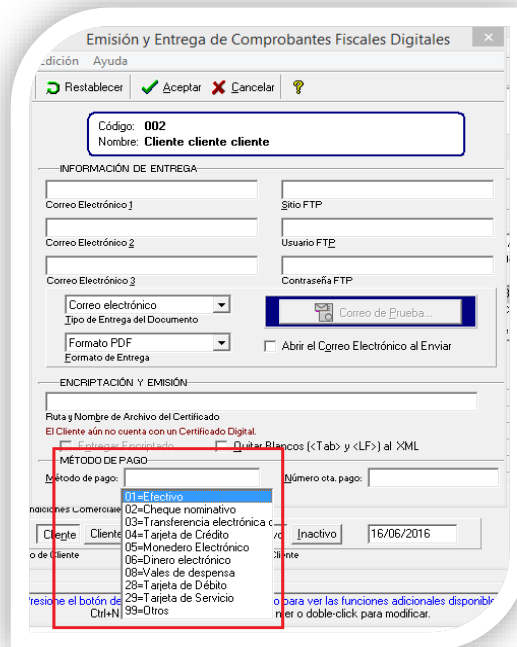 Emisión y Entrega de Comprobantes Fiscales Digitales
Edición Ayuda
Restablecer Aceptar Cancelar
Código: 002
Nombre: Cliente cliente cliente
INFORMACIÓN DE ENTREGA
Correo Electrónico 1 Sitio FTP
Correo Electrónico 2 Usuario FTP
Correo Electrónico 3 Contraseña FTP
Correo electrónico
Tipo de Entrega del Documento
Correo de Prueba...
Formato PDF
Formato de Entrega
Abrir el Correo Electrónico al Enviar
ENCRIPTACIÓN Y EMISIÓN
Ruta y Nombre de Archivo del Certificado
El Cliente aún no cuenta con un Certificado Digital.
Entregar Encriptado Quitar Blancos (<Tab> y <LF>) al XML
MÉTODO DE PAGO
Método de pago: Número cta. pago:
01=Efectivo
02=Cheque nominativo
03=Transferencia electrónica
04=Tarjeta de Crédito
05=Monedero Electrónico
06=Dinero electrónico
08=Vales de despensa
28=Tarjeta de Débito
29=Tarjeta de Servicio
99=Otros
Comerciales
Cliente Cliente Inactivo 16/06/2016
de Cliente Cliente
el botón de para ver las funciones adicionales
Ctrl+N o doble-click para modificar.